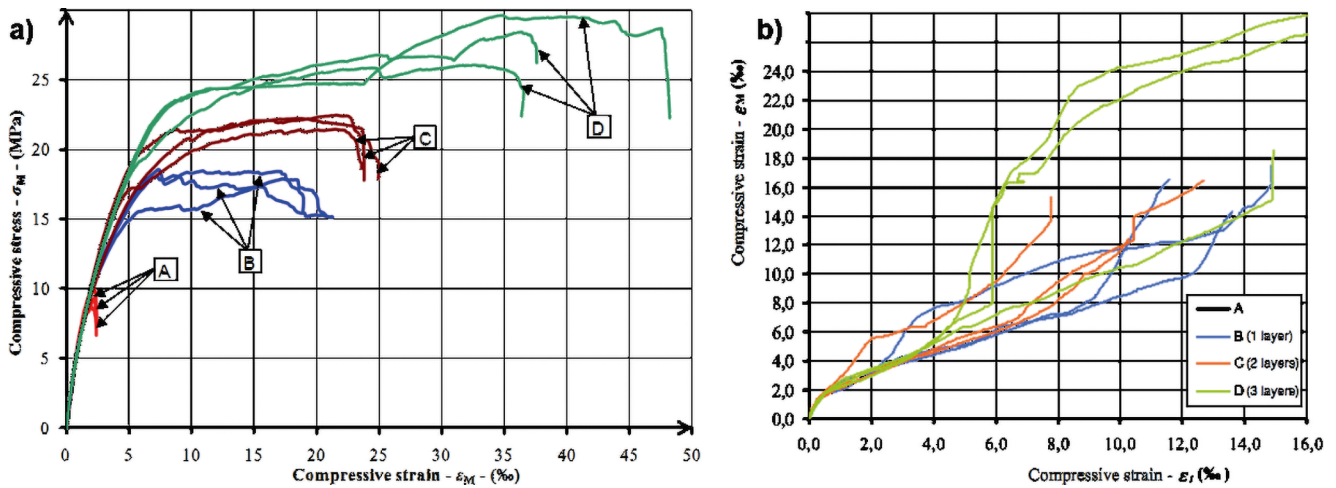 a)
Compressive stress - σM - (MPa)
25
20
15
10
5
0
A
B
C
D
0 5 10 15 20 25 30 35 40 45 50
Compressive strain - εM - (‰)
b)
Compressive strain - εM (‰)
24,0
22,0
20,0
18,0
16,0
14,0
12,0
10,0
8,0
6,0
4,0
2,0
0,0
A
B (1 layer)
C (2 layers)
D (3 layers)
0,0 2,0 4,0 6,0 8,0 10,0 12,0 14,0 16,0
Compressive strain - εl (‰)